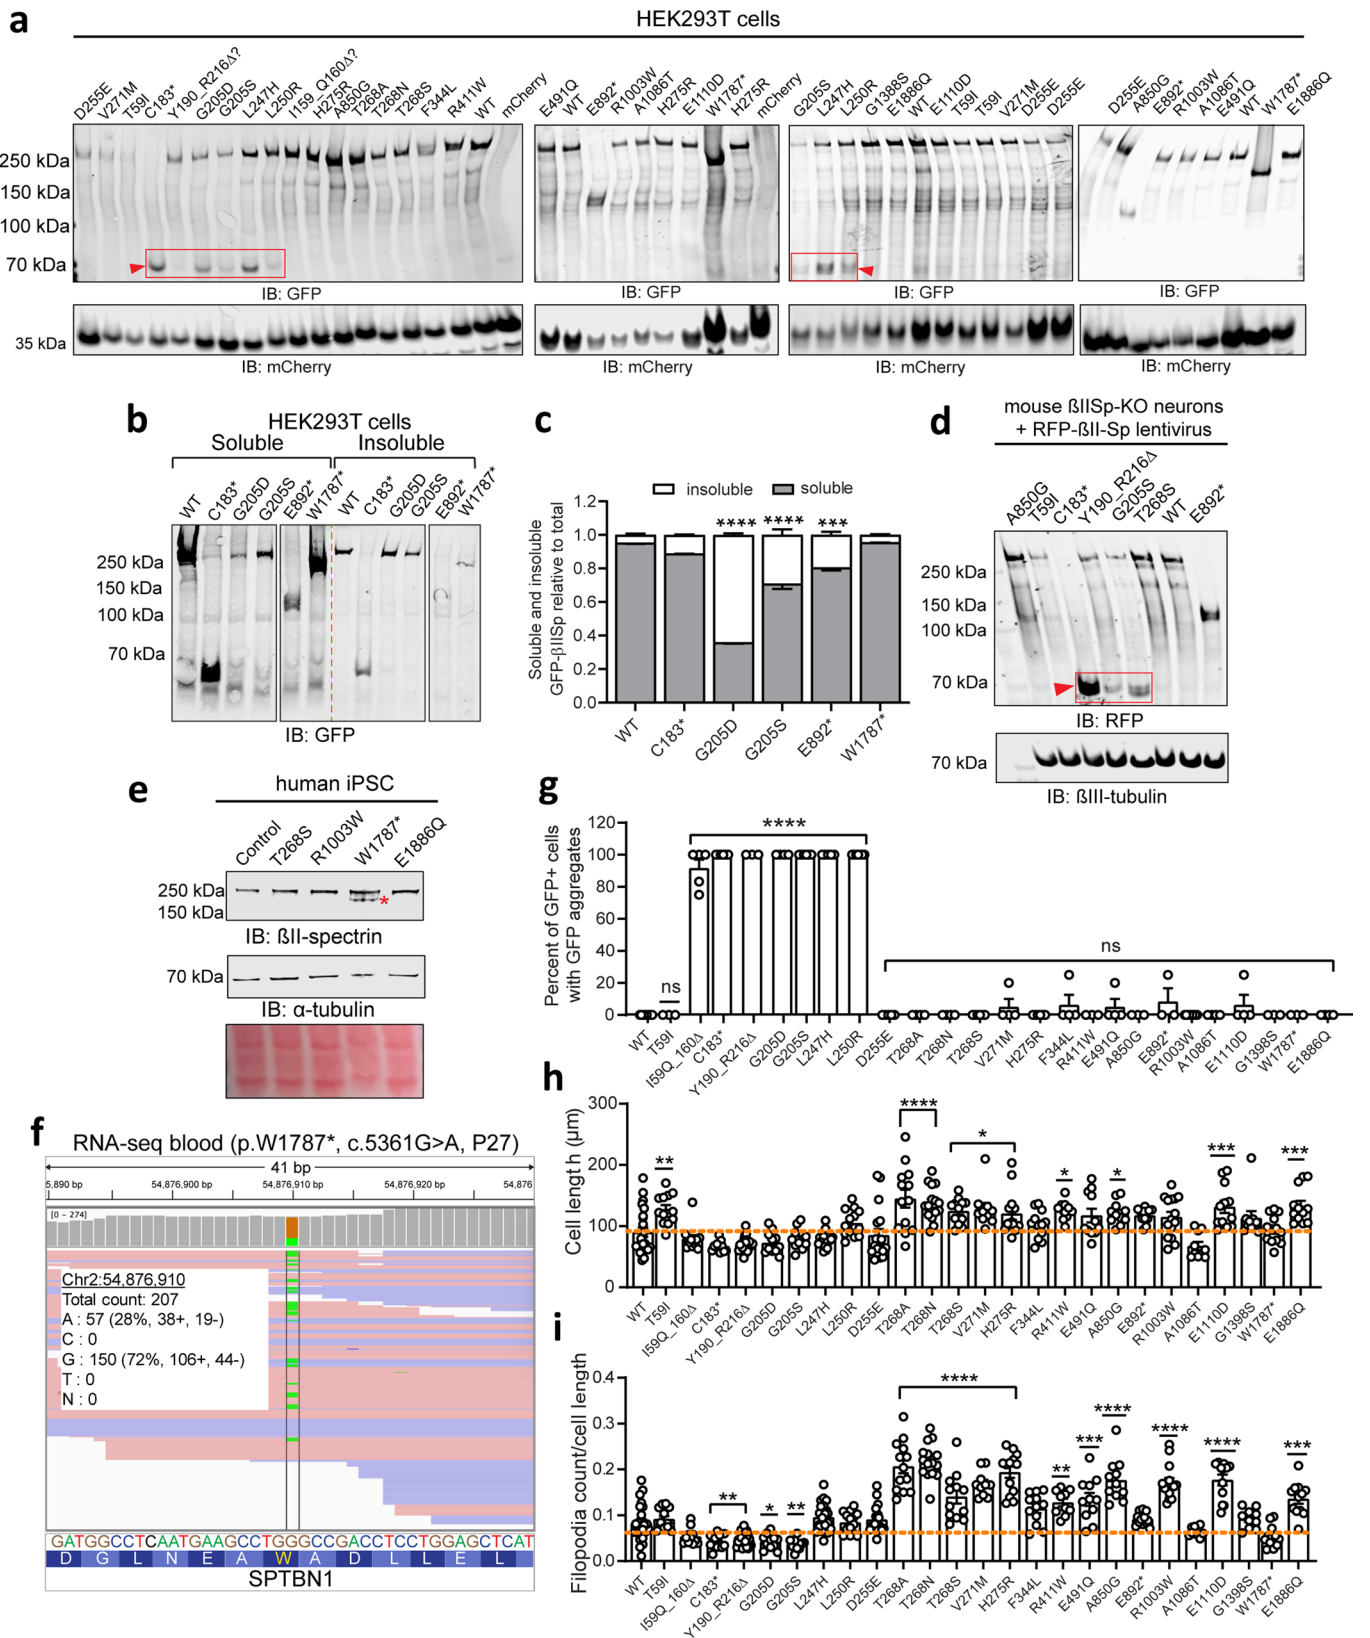 a
HEK293T cells
D255E V271M T59I C183* Y190_R216Δ? G205D G205S L247H L250R I159_Q160Δ? H275R A850G T268A T268N T268S F344L R411W WT mCherry
E491Q WT E892* R1003W A1086T H275R E1110D W1787* H275R mCherry
G205S L247H L250R G1388S E1886Q WT E1110D T59I T59I V271M D255E D255E
D255E A850G E892* R1003W A1086T E491Q WT W1787* E1886Q
250 kDa
150 kDa
100 kDa
70 kDa
IB: GFP IB: GFP IB: GFP IB: GFP
35 kDa
IB: mCherry IB: mCherry IB: mCherry IB: mCherry
b
HEK293T cells
Soluble Insoluble
WT C183* G205D G205S E892* W1787* WT C183* G205D G205S E892* W1787*
250 kDa
150 kDa
100 kDa
70 kDa
IB: GFP
c
insoluble soluble
Soluble and insoluble
GFP-βIISp relative to total
1.2
1.0
0.8
0.6
0.4
0.2
0.0
**** **** ***
WT C183* G205D G205S E892* W1787*
d
mouse ßIISp-KO neurons
+ RFP-ßII-Sp lentivirus
A850G T59I C183* Y190_R216Δ G205S T268S WT E892*
250 kDa
150 kDa
100 kDa
70 kDa
IB: RFP
70 kDa
IB: ßIII-tubulin
e
human iPSC
Control T268S R1003W W1787* E1886Q
250 kDa
150 kDa
*
IB: ßII-spectrin
70 kDa
IB: α-tubulin
f
RNA-seq blood (p.W1787*, c.5361G>A, P27)
41 bp
5,890 bp 54,876,900 bp 54,876,910 bp 54,876,920 bp 54,876
[0 - 274]
Chr2:54,876,910
Total count: 207
A : 57 (28%, 38+, 19-)
C : 0
G : 150 (72%, 106+, 44-)
T : 0
N : 0
GATGGCCTCAATGAAGCCTGGGCCGACCTCCTGGAGCTCAT
D G L N E A W A D L L E L
SPTBN1
g
Percent of GFP+ cells
with GFP aggregates
120
100
80
60
40
20
0
ns **** ns
WT T59I I59Q_160Δ C183* Y190_R216Δ G205D G205S L247H L250R D255E T268A T268N T268S V271M H275R F344L R411W E491Q A850G E892* R1003W A1086T E1110D G1398S W1787* E1886Q
h
Cell length (µm)
300
200
100
0
** **** * * * *** ***
WT T59I I59Q_160Δ C183* Y190_R216Δ G205D G205S L247H L250R D255E T268A T268N T268S V271M H275R F344L R411W E491Q A850G E892* R1003W A1086T E1110D G1398S W1787* E1886Q
i
Filopodia count/cell length
0.4
0.3
0.2
0.1
0.0
** * ** **** ** *** **** **** **** ***
WT T59I I59Q_160Δ C183* Y190_R216Δ G205D G205S L247H L250R D255E T268A T268N T268S V271M H275R F344L R411W E491Q A850G E892* R1003W A1086T E1110D G1398S W1787* E1886Q